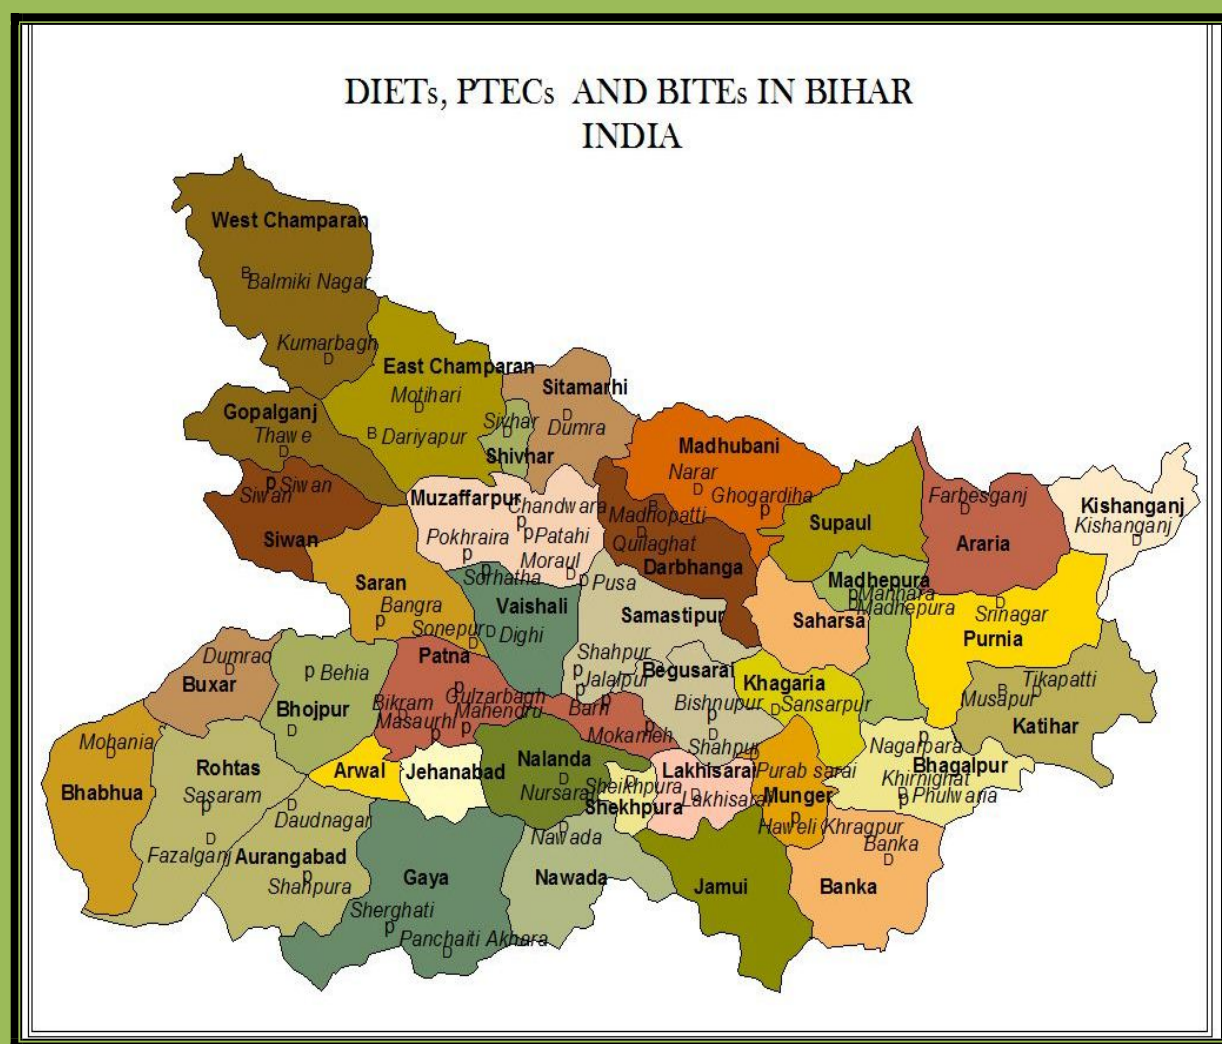 DIETs, PTECs AND BITEs IN BIHAR
INDIA
West Champaran
B
Balmiki Nagar
Kumarbagh
D
East Champaran
Motihari
D
B Dariyapur
Sitamarhi
D
Dumra
Sivhar
D
Shivhar
Gopalganj
Thawe
D
p Siwan
Siwan
Siwan
Muzaffarpur
Chandwara
p
p Patahi
Pokhraira
p
Moraul
D
p
Sorhatha
Madhubani
Narar
D
Ghogardiha
p
B
Madhopatti
D
Quilaghat
Darbhanga
Supaul
Farbesganj
D
Araria
Kishanganj
Kishanganj
D
Saran
Bangra
p
Sonepur
D
Vaishali
D Dighi
p Pusa
Samastipur
Shahpur
p
Jalalpur
p
Madhepura
p Manhara
D Madhepura
Saharsa
Srinagar
D
Purnia
Dumrao
D
Buxar
p Behia
Bhojpur
D
Patna
p
Gulzarbagh
Bikram
D
Masaurhi
p
Mahendru
p
Barh
p
Mokameh
p
Begusarai
Bishnupur
p
D
Shahpur
Khagaria
D Sansarpur
Tikapatti
p
B
Musapur
Katihar
Mohania
D
Bhabhua
Rohtas
Sasaram
p
D
Fazalganj
Arwal
Jehanabad
Nalanda
D
Nursarai
D
Sheikhpura
Shekhpura
Lakhisarai
D
Lakhisarai
D
Purab sarai
Munger
p
Haweli Khragpur
p
Nagarpara
Bhagalpur
Khirnighat
D
p Phulwaria
D
Daudnagar
Aurangabad
p
Shahpura
Gaya
Sherghati
p
Panchaiti Akhara
D
D
Nawada
Nawada
Jamui
Banka
D
Banka